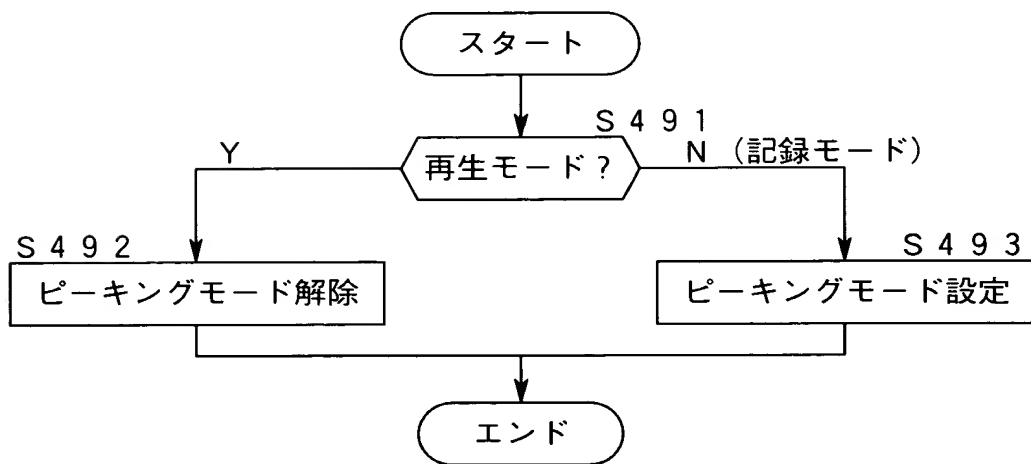 スタート
S491
再生モード?
Y
N (記録モード)
S492
ピーキングモード解除
S493
ピーキングモード設定
エンド